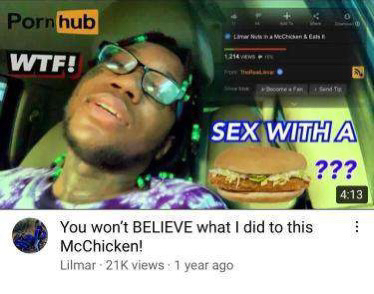 Porn hub
WTF!
Lilmar Nuts in a McChicken & Eats it
1,214 VIEWS
From: TheRealLilmar
+ Become a Fan
Send Tip
SEX WITH A
???
4:13
You won't BELIEVE what I did to this
McChicken!
Lilmar · 21K views · 1 year ago